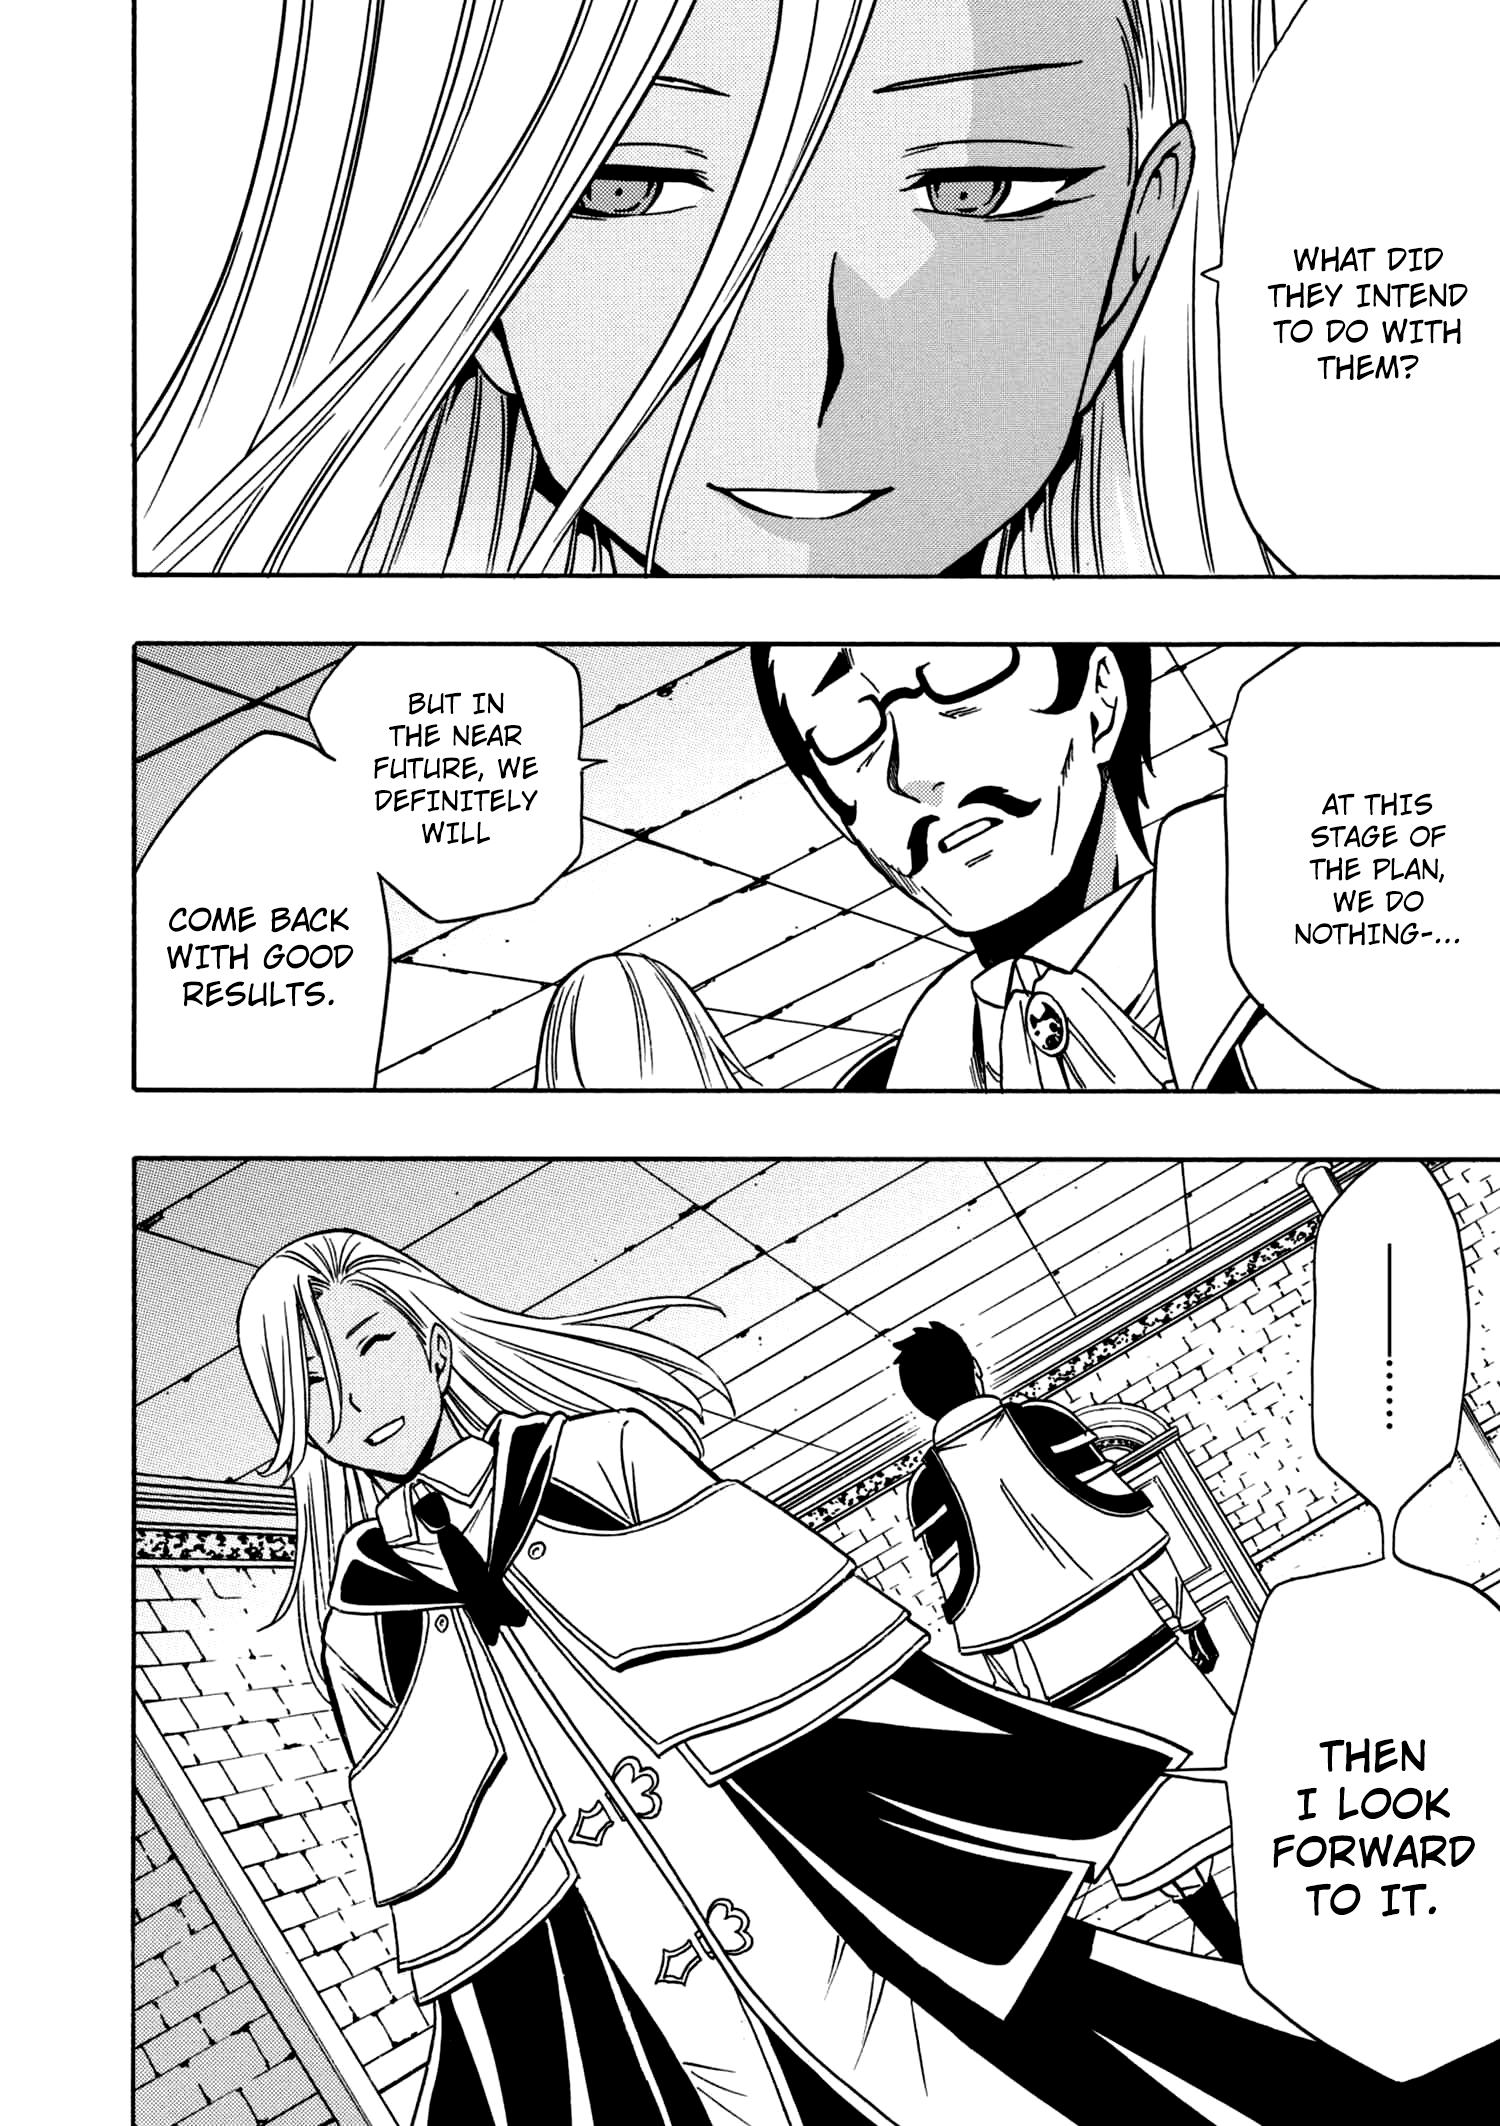 WHAT DID
THEY INTEND
TO DO WITH
THEM?
AT THIS
STAGE OF
THE PLAN,
WE DO
NOTHING-...
BUT IN
THE NEAR
FUTURE, WE
DEFINITELY
WILL
COME BACK
WITH GOOD
RESULTS.
—......
THEN
I LOOK
FORWARD
TO IT.